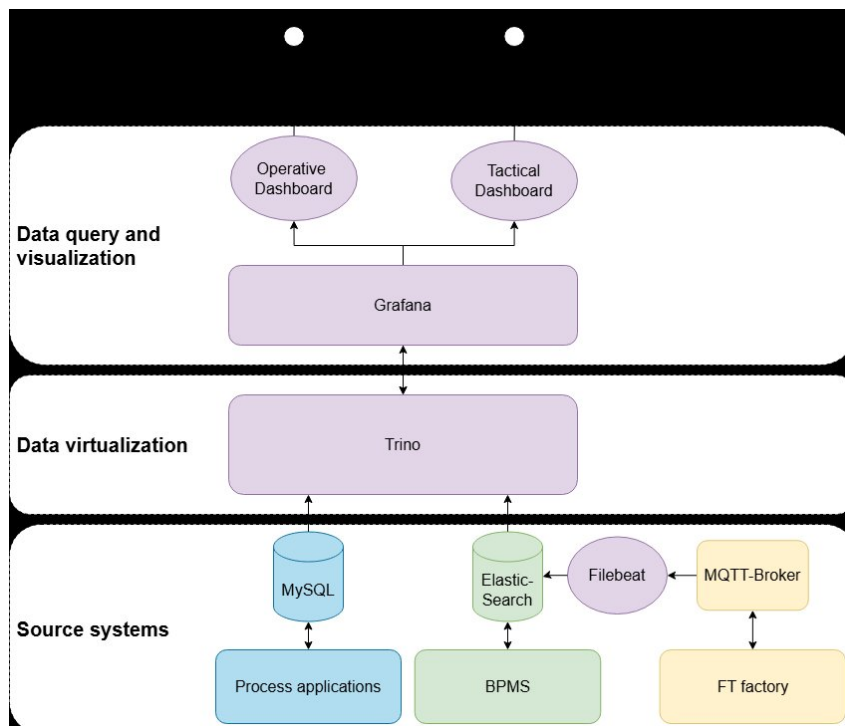 Operative
Dashboard
Tactical
Dashboard
Data query and
visualization
Grafana
Data virtualization
Trino
MySQL
Elastic-
Search
Filebeat
MQTT-Broker
Source systems
Process applications
BPMS
FT factory